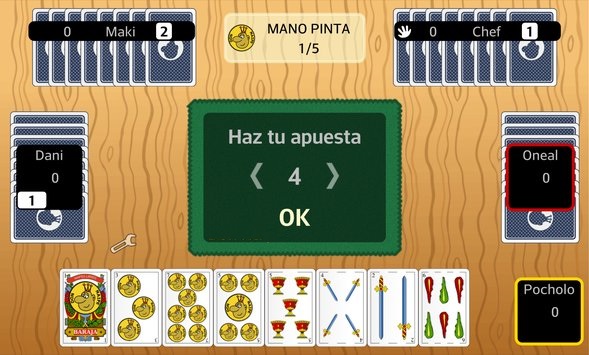 0 Maki 2
MANO PINTA
1/5
0 Chef 1
Dani
0
1
Haz tu apuesta
4
OK
Oneal
0
BARAJA
Pocholo
0